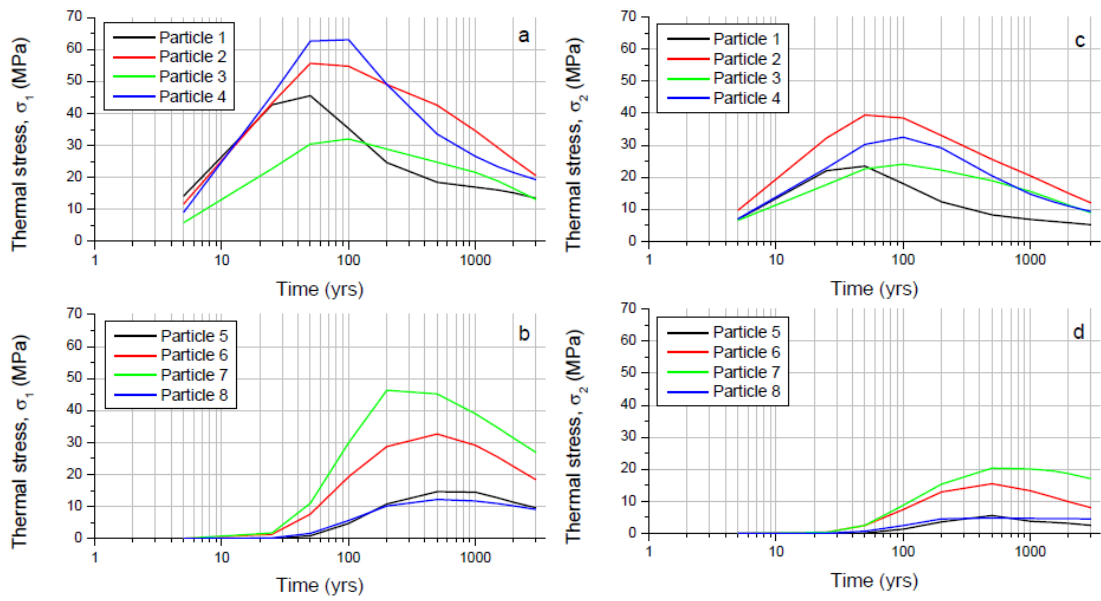 70
60
50
40
30
20
10
0
Thermal stress, σ1 (MPa)
Particle 1
Particle 2
Particle 3
Particle 4
a
1
10
100
1000
Time (yrs)
70
60
50
40
30
20
10
0
Thermal stress, σ2 (MPa)
Particle 1
Particle 2
Particle 3
Particle 4
c
1
10
100
1000
Time (yrs)
70
60
50
40
30
20
10
0
Thermal stress, σ1 (MPa)
Particle 5
Particle 6
Particle 7
Particle 8
b
1
10
100
1000
Time (yrs)
70
60
50
40
30
20
10
0
Thermal stress, σ2 (MPa)
Particle 5
Particle 6
Particle 7
Particle 8
d
1
10
100
1000
Time (yrs)